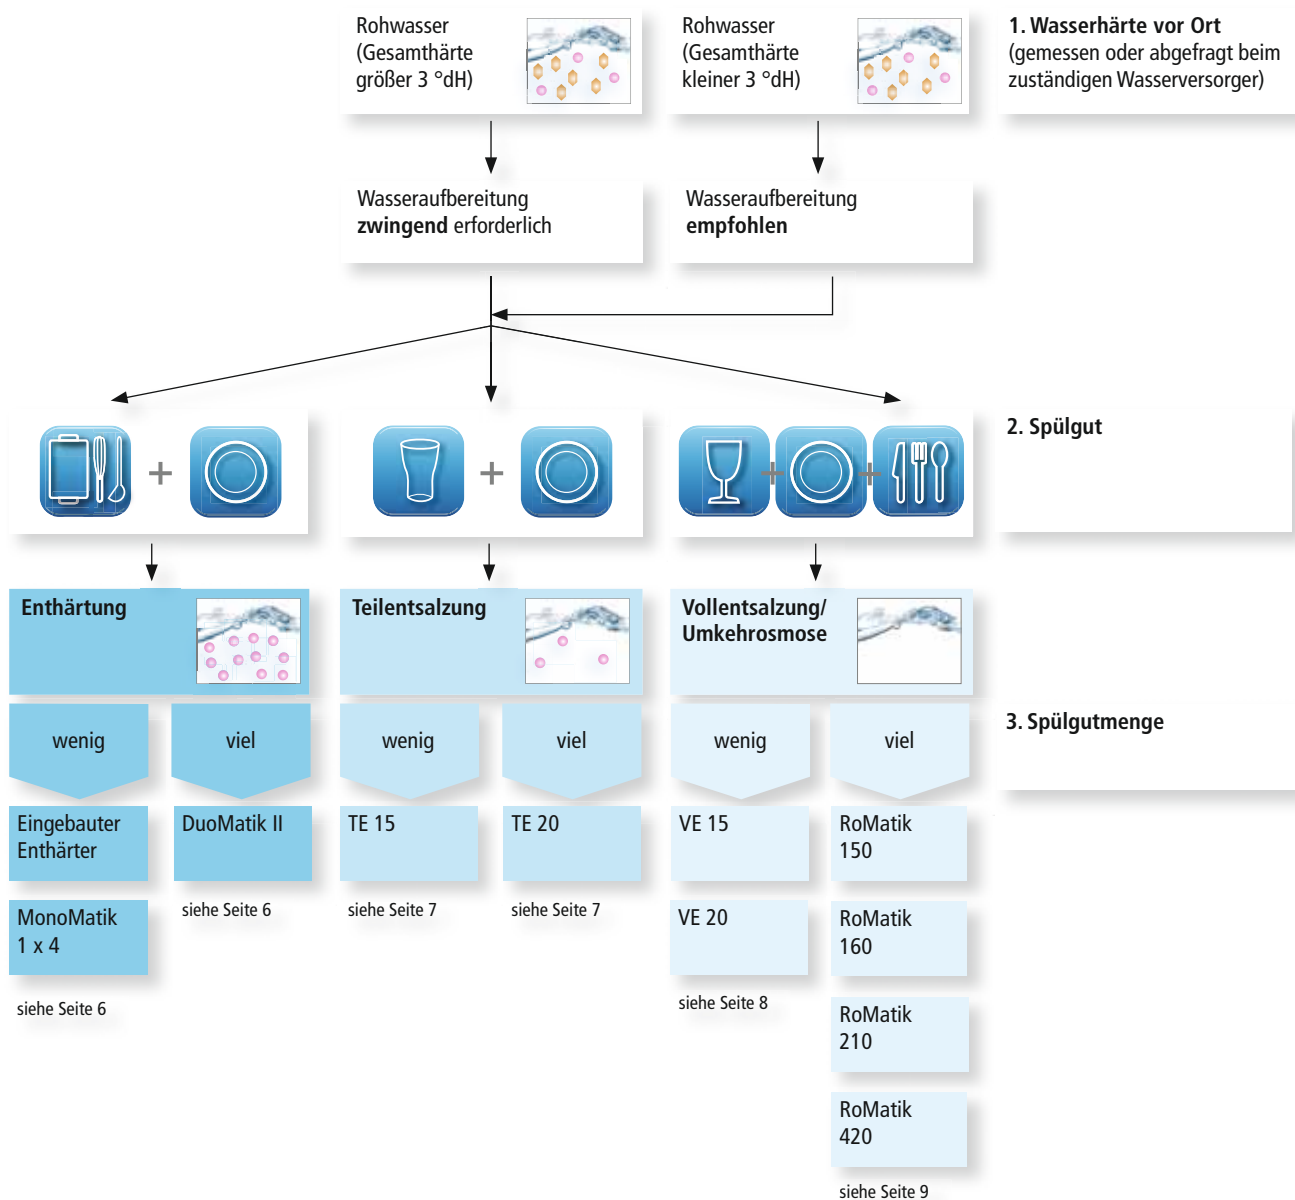 Rohwasser
(Gesamthärte
größer 3 °dH)
Rohwasser
(Gesamthärte
kleiner 3 °dH)
1. Wasserhärte vor Ort
(gemessen oder abgefragt beim
zuständigen Wasserversorger)
Wasseraufbereitung
zwingend erforderlich
Wasseraufbereitung
empfohlen
+
+
+
+
2. Spülgut
Enthärtung
Teilentsalzung
Vollentsalzung/
Umkehrosmose
wenig
viel
wenig
viel
wenig
viel
3. Spülgutmenge
Eingebauter
Enthärter
DuoMatik II
TE 15
TE 20
VE 15
RoMatik
150
MonoMatik
1 x 4
siehe Seite 6
siehe Seite 7
siehe Seite 7
VE 20
RoMatik
160
siehe Seite 6
siehe Seite 8
RoMatik
210
RoMatik
420
siehe Seite 9